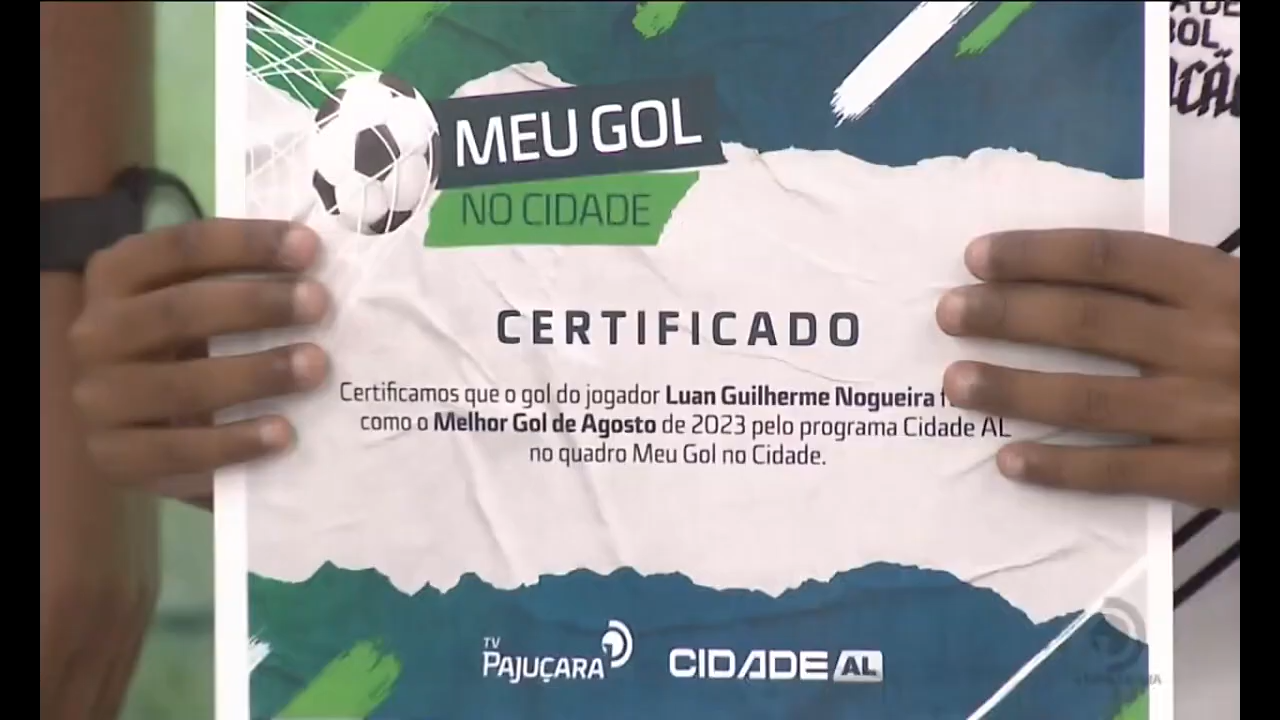 MEU GOL
NO CIDADE
CERTIFICADO
Certificamos que o gol do jogador Luan Guilherme Nogueira
como o Melhor Gol de Agosto de 2023 pelo programa Cidade AL
no quadro Meu Gol no Cidade.
TV
PAJUÇARA
CIDADE AL